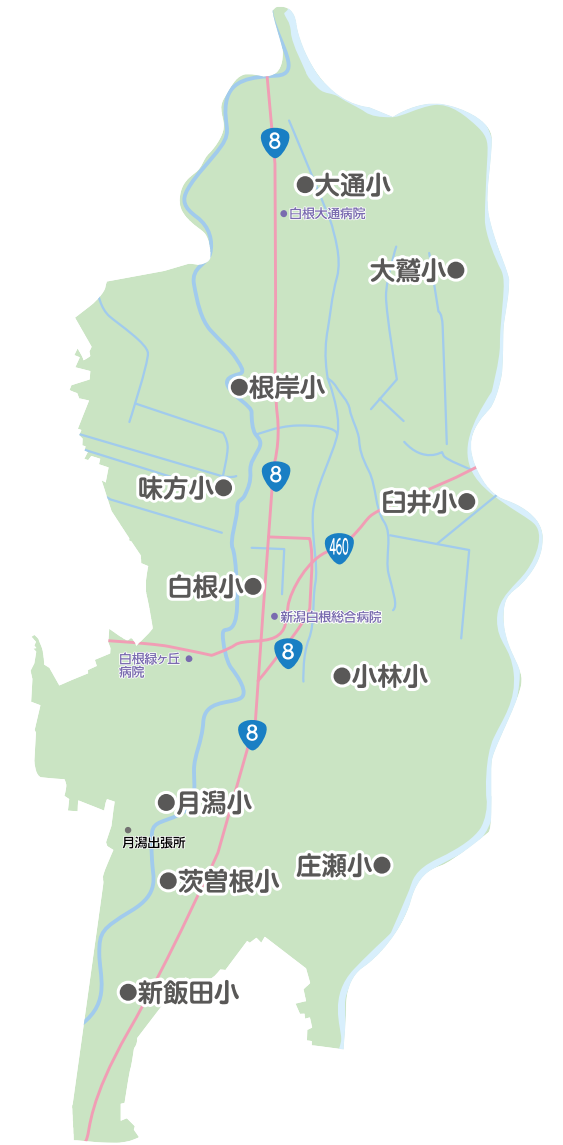 8
大通小
白根大通病院
大鷲小
根岸小
8
味方小
臼井小
460
白根小
新潟白根総合病院
8
白根緑ヶ丘
病院
小林小
8
月潟小
月潟出張所
庄瀬小
茨曽根小
新飯田小